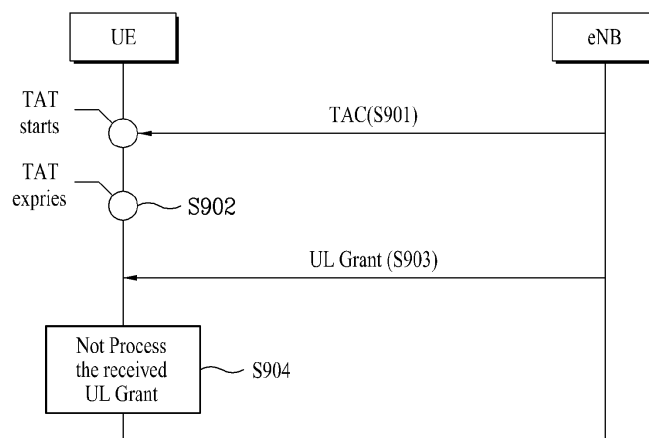 UE
eNB
TAT
starts
TAC(S901)
TAT
expries
S902
UL Grant (S903)
Not Process
the received
UL Grant
S904